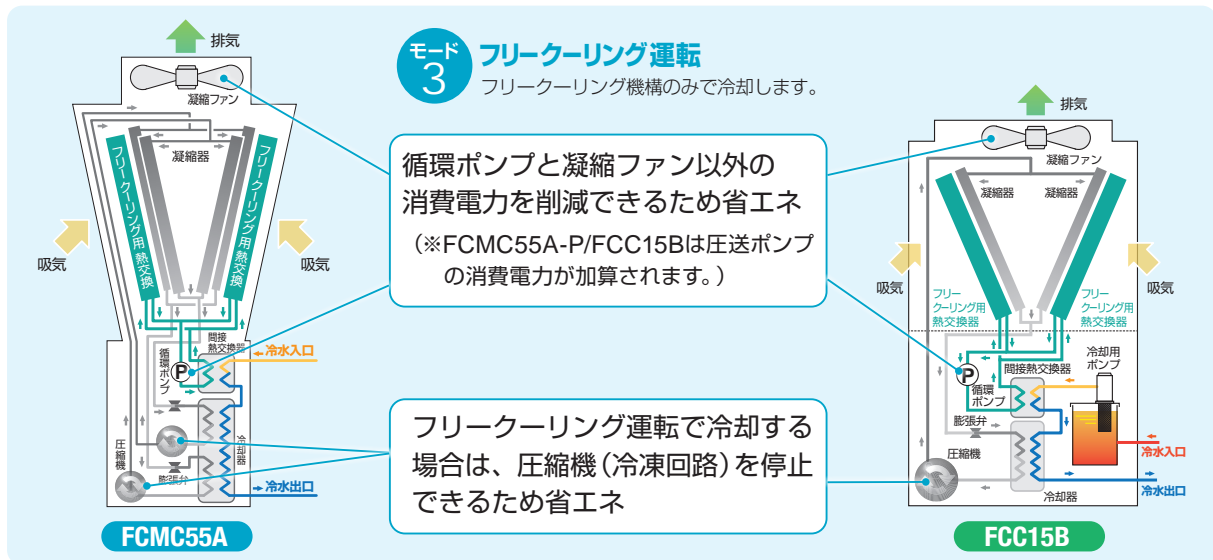 モード
3
フリークーリング運転
フリークーリング機構のみで冷却します。
循環ポンプと凝縮ファン以外の
消費電力を削減できるため省エネ
（※FCMC55A-P/FCC15Bは圧送ポンプ
の消費電力が加算されます。）
フリークーリング運転で冷却する
場合は、圧縮機（冷凍回路）を停止
できるため省エネ
排気
凝縮ファン
凝縮器
フリークーリング用熱交換
フリークーリング用熱交換
吸気
吸気
間接
熱交換器
冷水入口
循環ポンプ
P
圧縮機
膨張弁
冷却器
冷水出口
FCMC55A
排気
凝縮ファン
凝縮器
凝縮器
吸気
吸気
フリー
クーリング用
熱交換器
フリー
クーリング用
熱交換器
P
循環
ポンプ
間接熱交換器
冷却用
ポンプ
膨張弁
圧縮機
冷却器
冷水入口
冷水出口
FCC15B